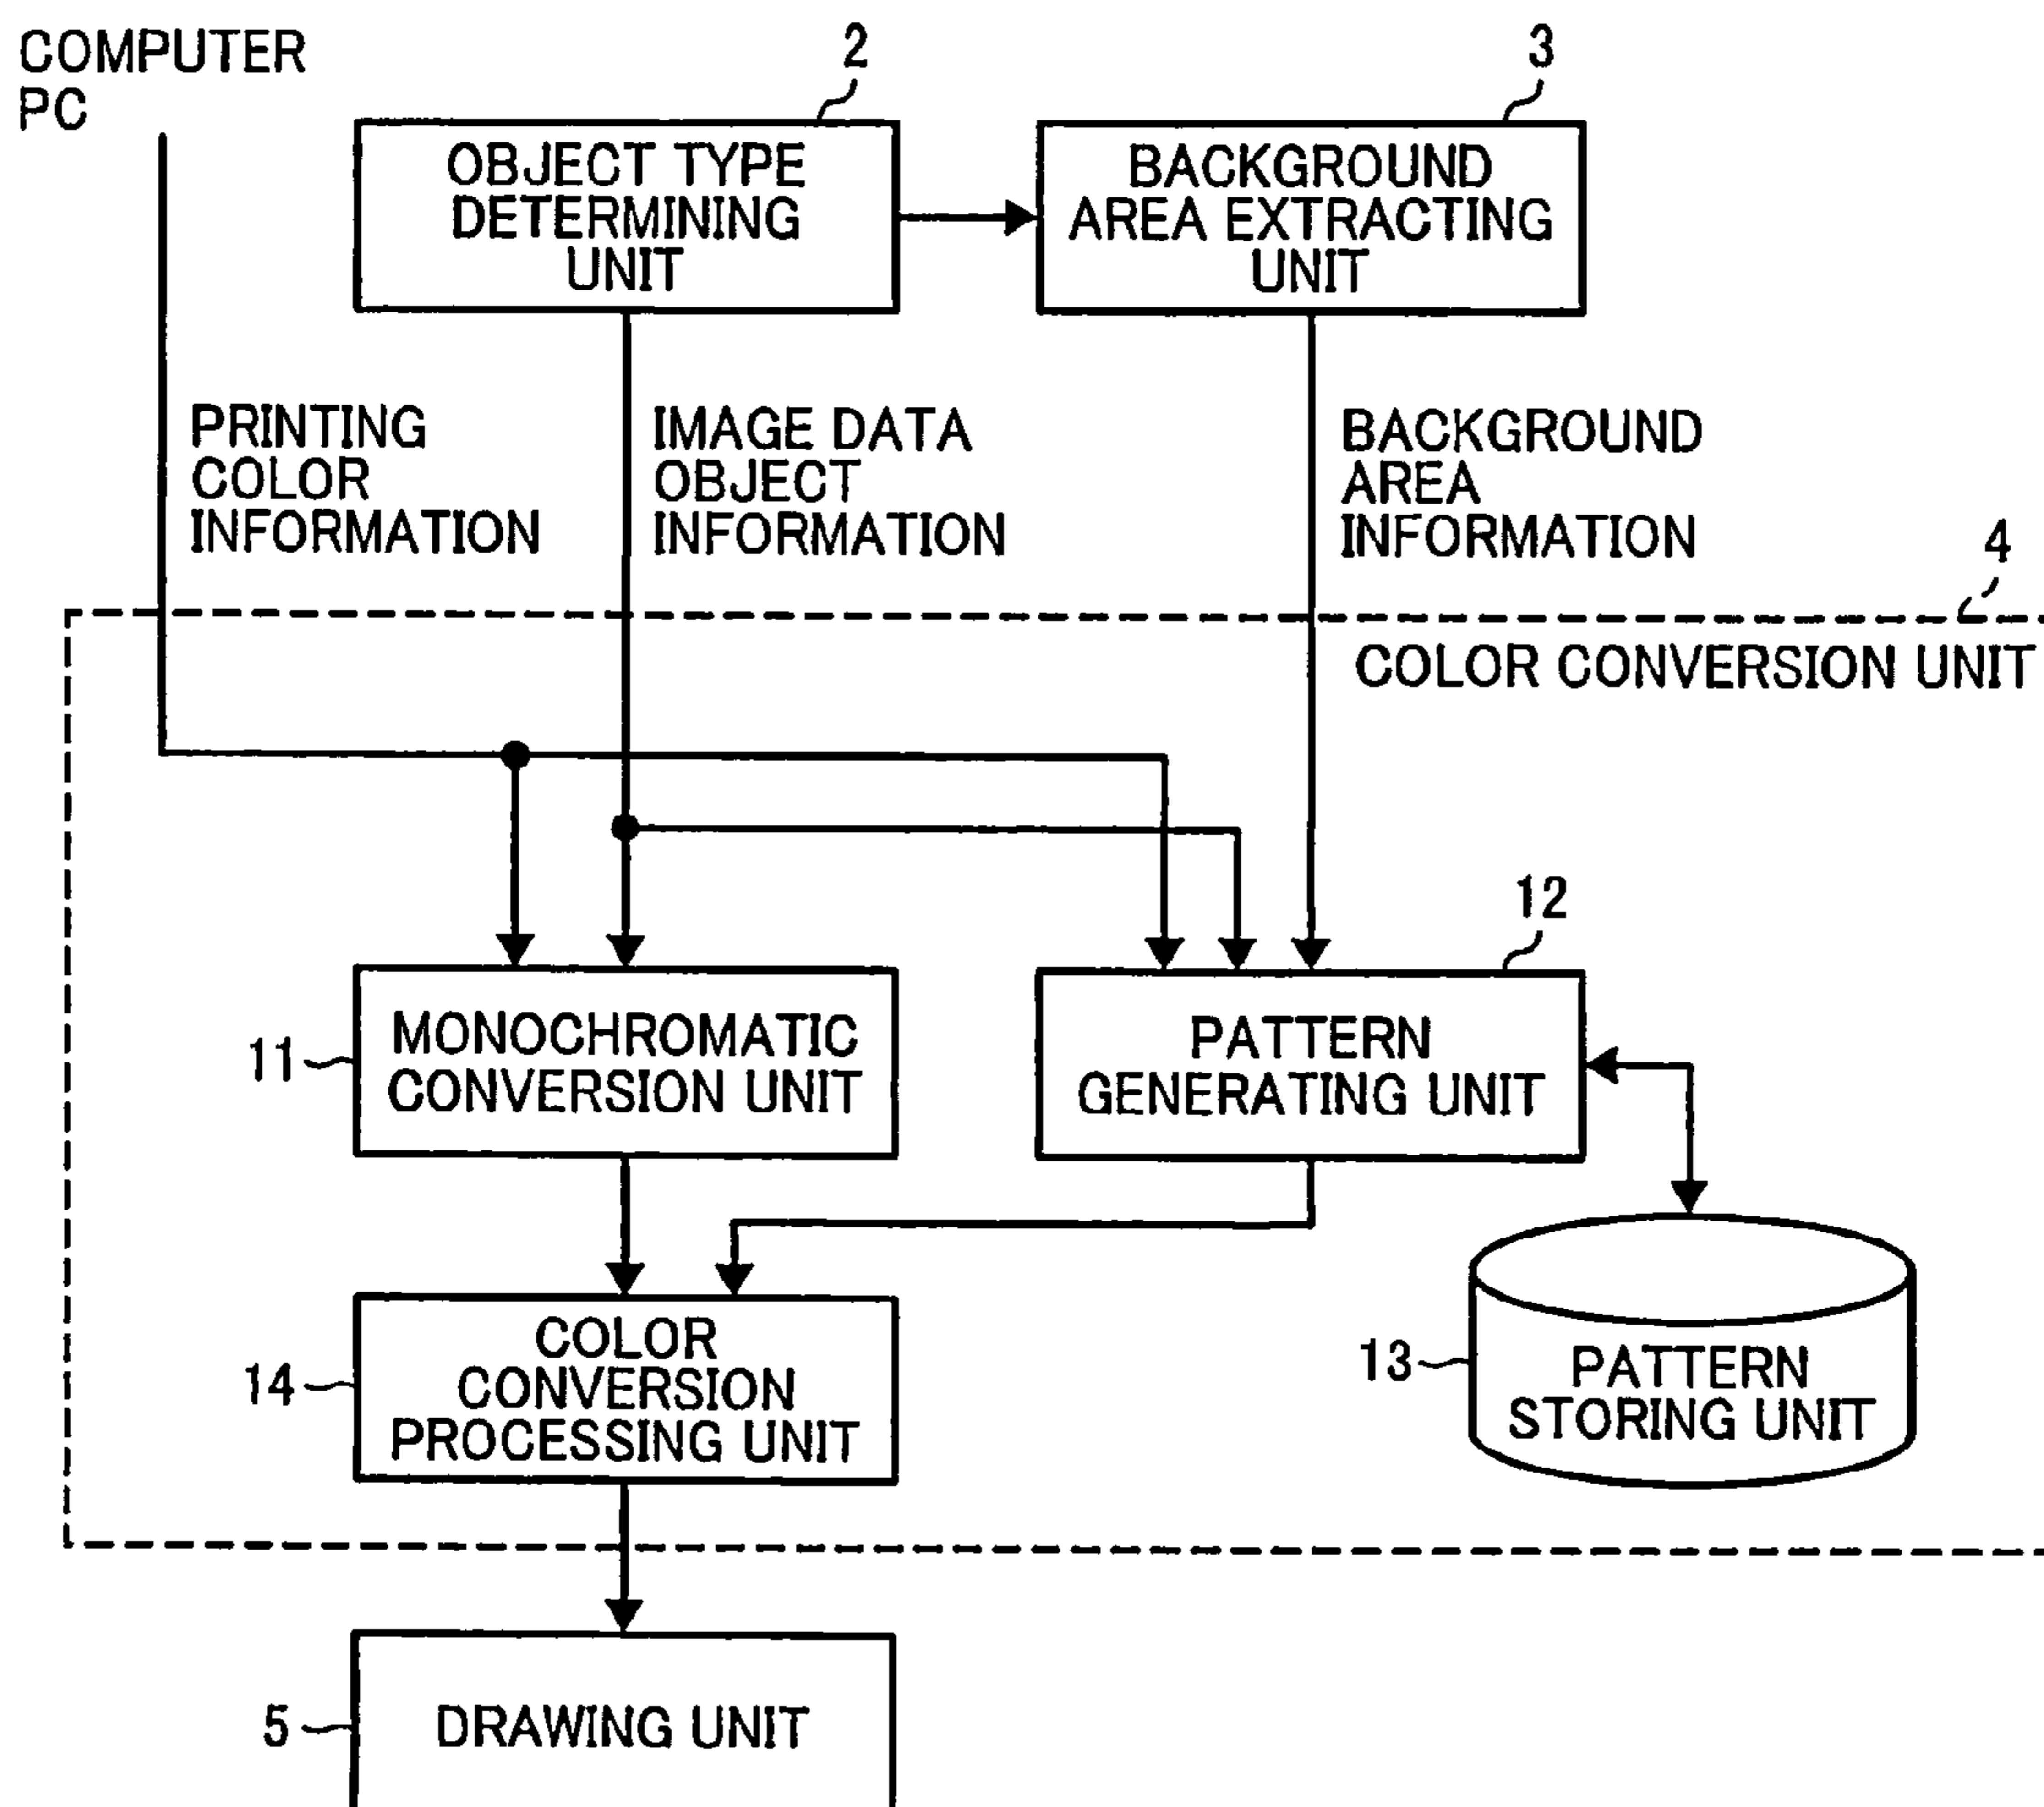 COMPUTER
PC
2
3
OBJECT TYPE
DETERMINING
UNIT
BACKGROUND
AREA EXTRACTING
UNIT
PRINTING
COLOR
INFORMATION
IMAGE DATA
OBJECT
INFORMATION
BACKGROUND
AREA
INFORMATION
4
COLOR CONVERSION UNIT
12
11
MONOCHROMATIC
CONVERSION UNIT
PATTERN
GENERATING UNIT
14
COLOR
CONVERSION
PROCESSING UNIT
13
PATTERN
STORING UNIT
5
DRAWING UNIT